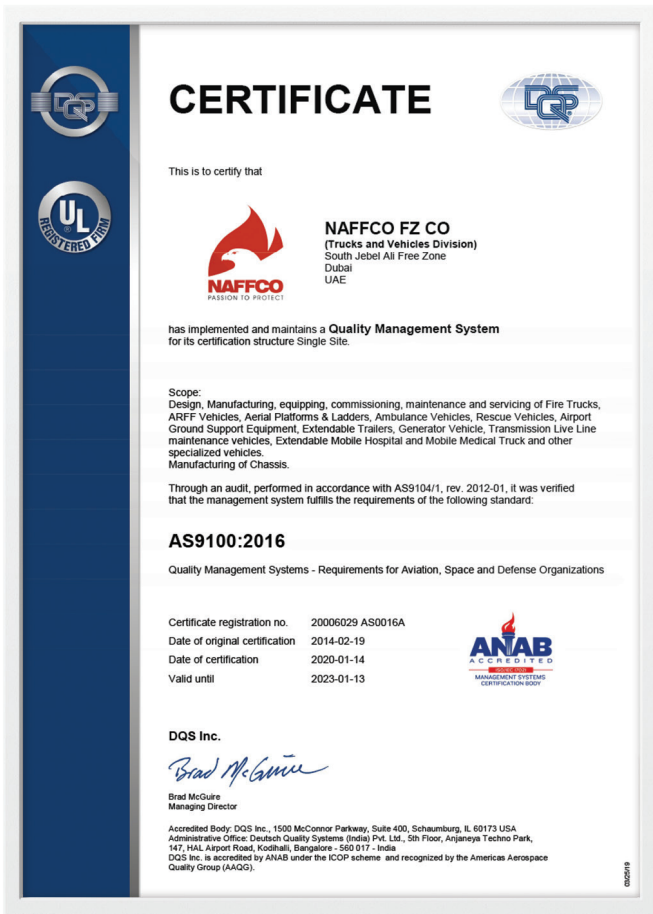 DQS
CERTIFICATE
DQS
UL
®
REGISTERED FIRM
This is to certify that
NAFFCO
PASSION TO PROTECT
NAFFCO FZ CO
(Trucks and Vehicles Division)
South Jebel Ali Free Zone
Dubai
UAE
has implemented and maintains a Quality Management System
for its certification structure Single Site.
Scope:
Design, Manufacturing, equipping, commissioning, maintenance and servicing of Fire Trucks,
ARFF Vehicles, Aerial Platforms & Ladders, Ambulance Vehicles, Rescue Vehicles, Airport
Ground Support Equipment, Extendable Trailers, Generator Vehicle, Transmission Live Line
maintenance vehicles, Extendable Mobile Hospital and Mobile Medical Truck and other
specialized vehicles.
Manufacturing of Chassis.
Through an audit, performed in accordance with AS9104/1, rev. 2012-01, it was verified
that the management system fulfills the requirements of the following standard:
AS9100:2016
Quality Management Systems - Requirements for Aviation, Space and Defense Organizations
Certificate registration no. 20006029 AS0016A
Date of original certification 2014-02-19
Date of certification 2020-01-14
Valid until 2023-01-13
ANAB
ACCREDITED
MANAGEMENT SYSTEMS
CERTIFICATION BODY
DQS Inc.
Brad McGuire
Brad McGuire
Managing Director
Accredited Body: DQS Inc., 1500 McConnor Parkway, Suite 400, Schaumburg, IL 60173 USA
Administrative Office: Deutsch Quality Systems (India) Pvt. Ltd., 5th Floor, Anjaneya Techno Park,
147, HAL Airport Road, Kodihalli, Bangalore - 560 017 - India
DQS Inc. is accredited by ANAB under the ICOP scheme and recognized by the Americas Aerospace
Quality Group (AAQG).
03/25/19